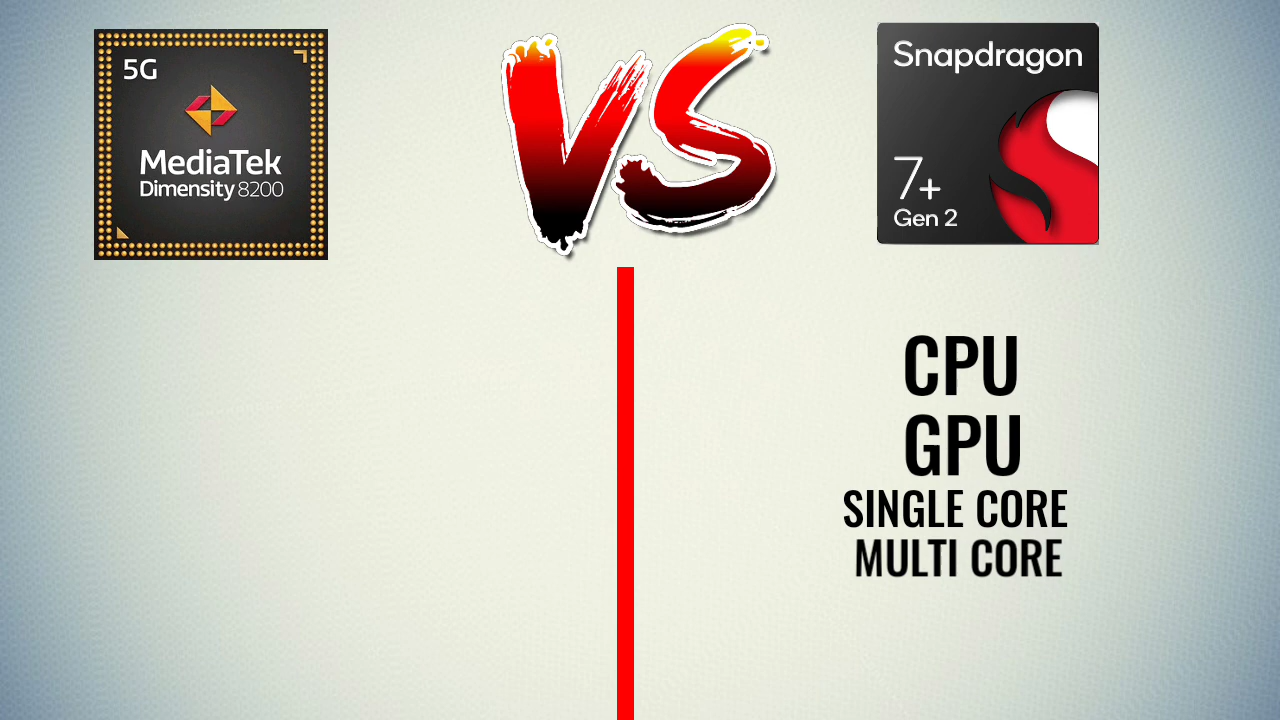 5G
MediaTek
Dimensity 8200
VS
Snapdragon
7+
Gen 2
CPU
GPU
SINGLE CORE
MULTI CORE